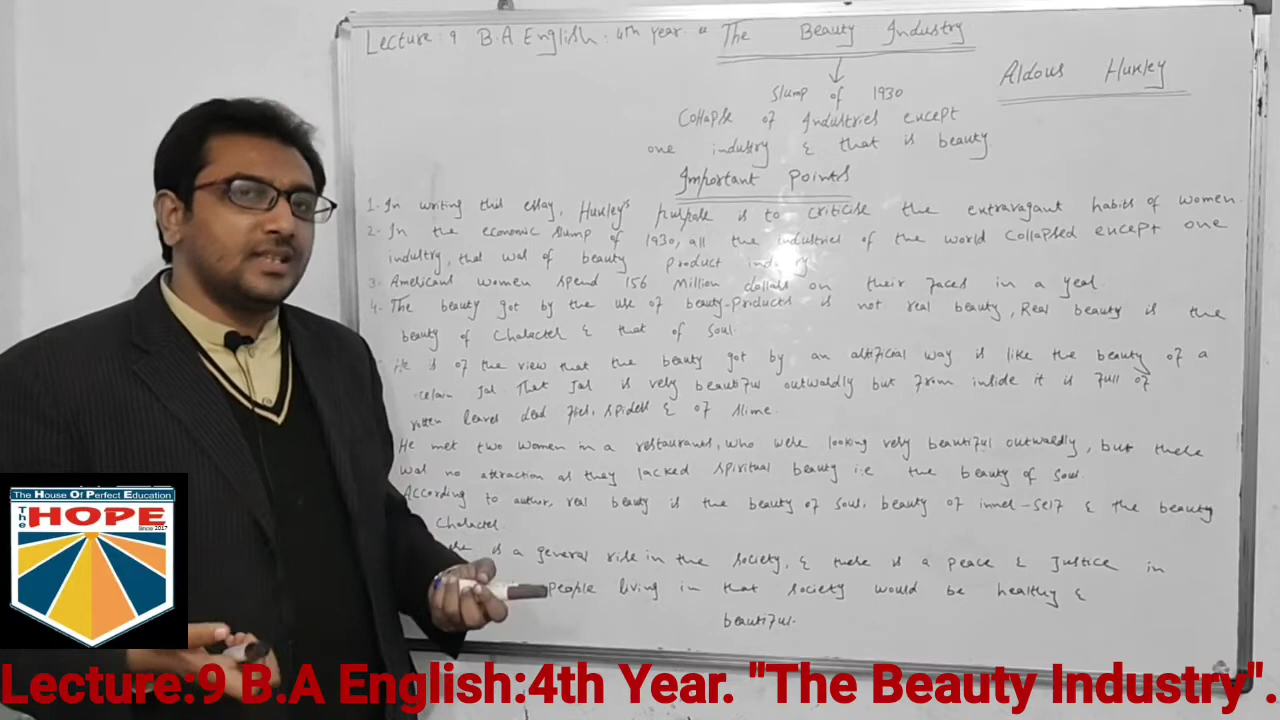 Lecture: 9 B.A English: 4th year. " The Beauty Industry
Aldous Huxley
Slump of 1930
Collapse of Industries except
one industry & that is beauty
Important Points
1- In writing this essay, Huxley's purpose is to criticise the extravagant habits of women.
2- In the economic slump of 1930, all the industries of the world collapsed except one
industry, that was of beauty product industry
3- Americans women spend 156 Million dollars on their faces in a year.
4- The beauty got by the use of beauty-products is not real beauty, Real beauty is the
beauty of character & that of soul.
He is of the view that the beauty got by an artificial way is like the beauty of a
celain Jar. That Jar is very beautiful outwardly but from inside it is full of
rotten leaves dead flies, spiders & of slime.
He met two women in a restaurants, who were looking very beautiful outwardly, but there
was no attraction as they lacked spiritual beauty i.e the beauty of soul.
According to author, real beauty is the beauty of soul, beauty of inner-self & the beauty
character.
is a general rise in the society, & there is a peace & Justice in
people living in that society would be healthy &
beautiful.
The House Of Perfect Education
The HOPE
Since 2017
Lecture:9 B.A English:4th Year. "The Beauty Industry".